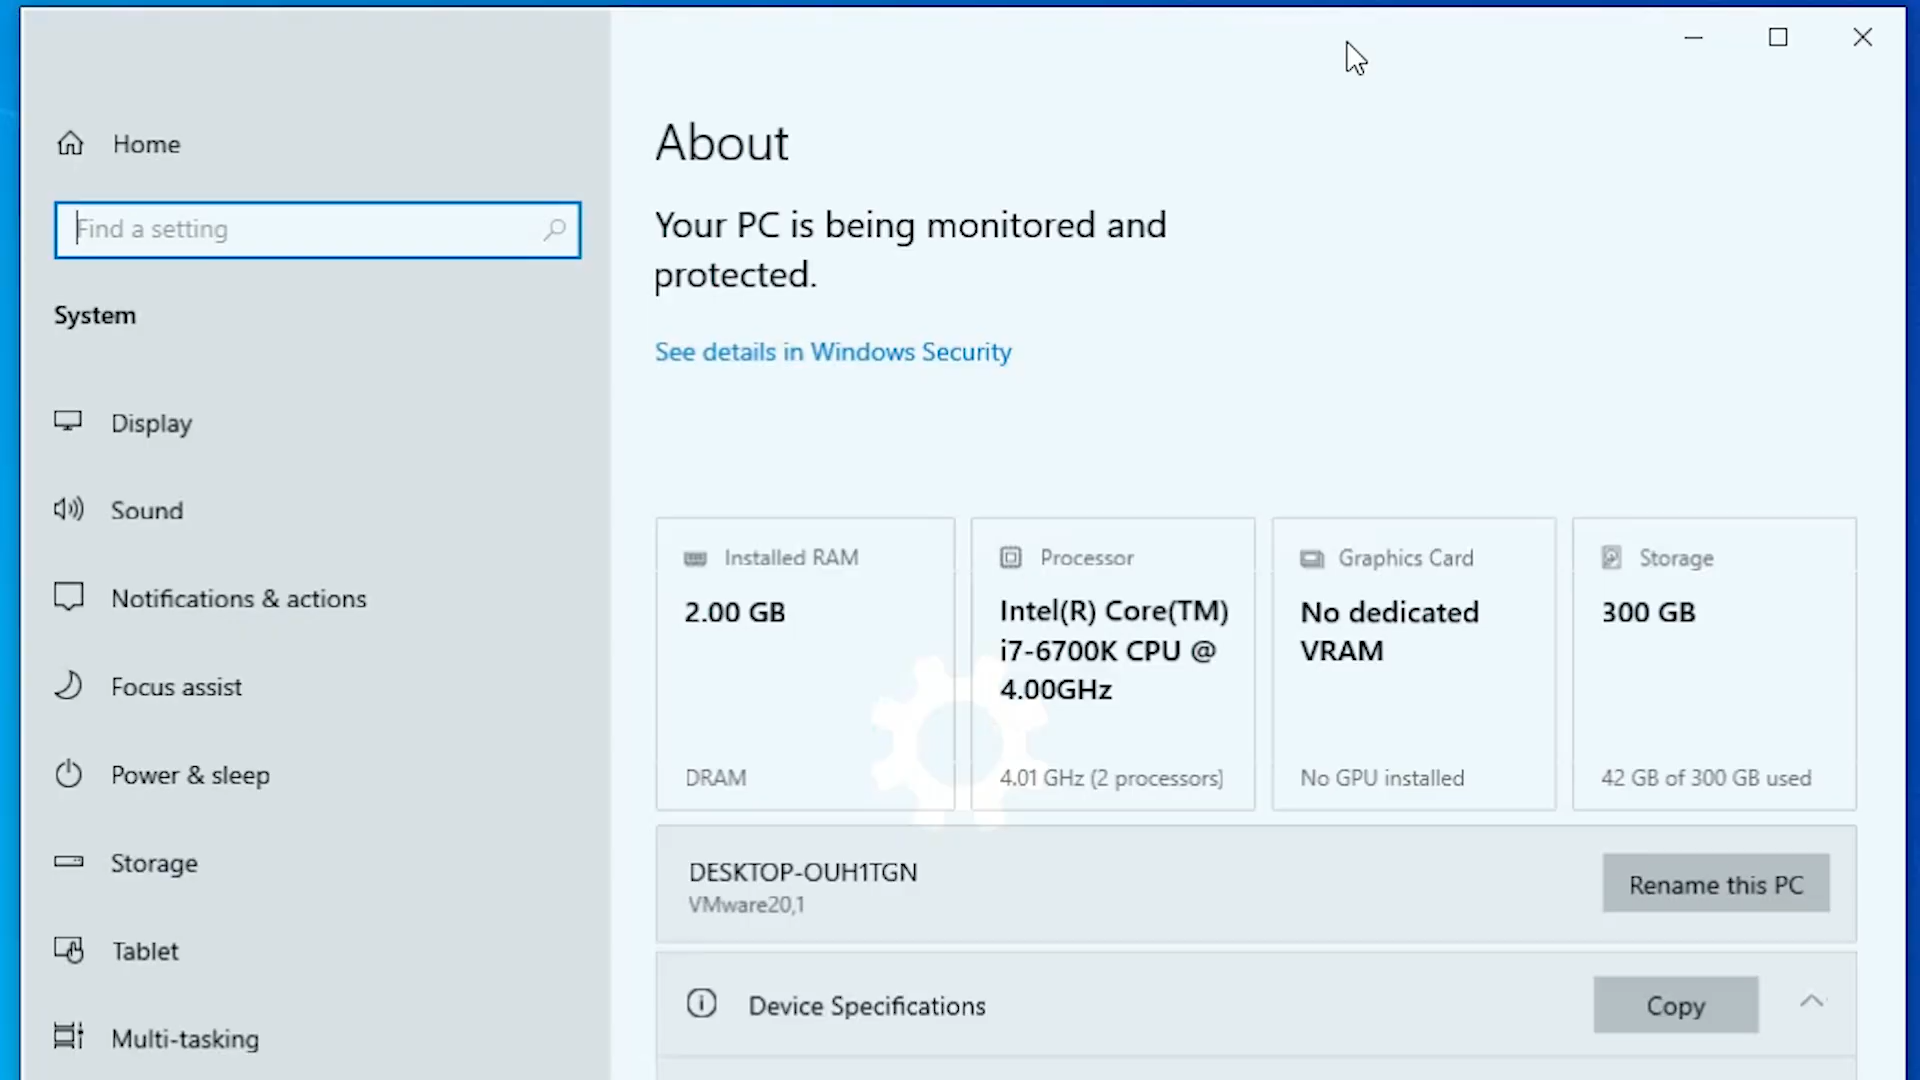 Home
Find a setting
System
Display
Sound
Notifications & actions
Focus assist
Power & sleep
Storage
Tablet
Multi-tasking
About
Your PC is being monitored and
protected.
See details in Windows Security
Installed RAM
2.00 GB
DRAM
Processor
Intel(R) Core(TM)
i7-6700K CPU @
4.00GHz
4.01 GHz (2 processors)
Graphics Card
No dedicated
VRAM
No GPU installed
Storage
300 GB
42 GB of 300 GB used
DESKTOP-OUH1TGN
VMware20,1
Rename this PC
Device Specifications
Copy